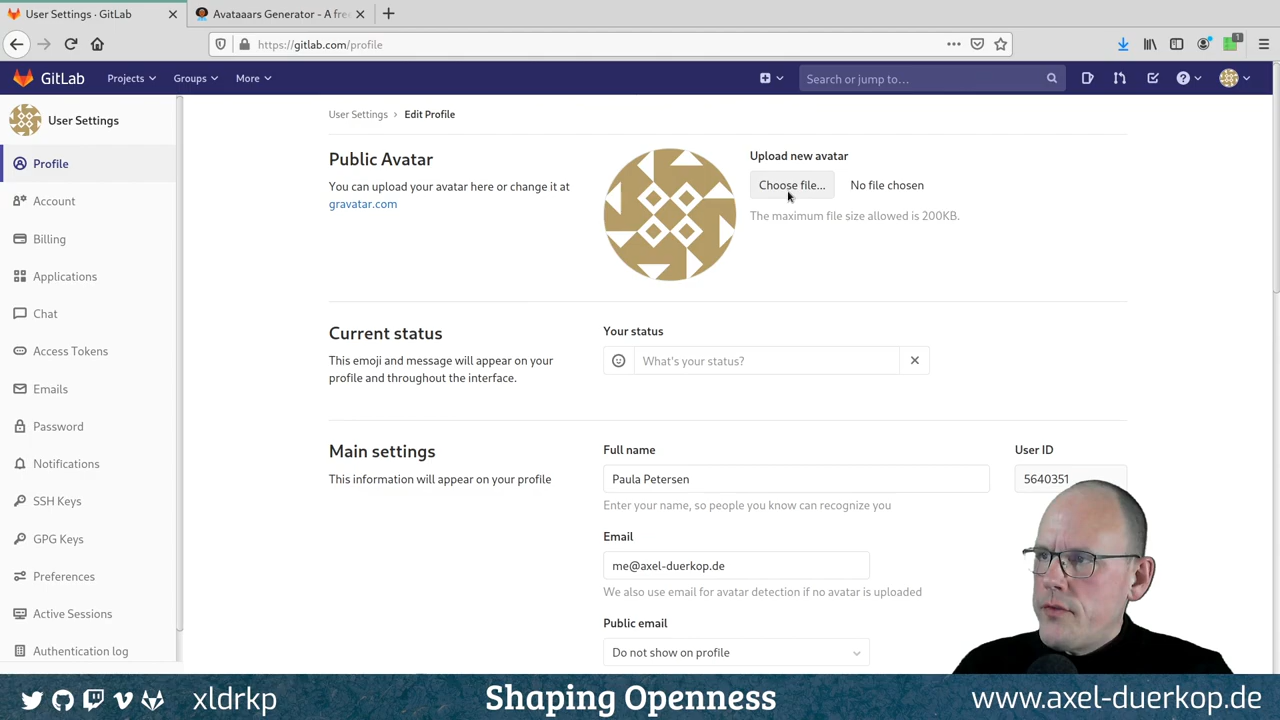 User Settings · GitLab
Avataaars Generator - A fre
https://gitlab.com/profile
1
GitLab
Projects
Groups
More
Search or jump to…
User Settings
Profile
Account
Billing
Applications
Chat
Access Tokens
Emails
Password
Notifications
SSH Keys
GPG Keys
Preferences
Active Sessions
Authentication log
User Settings › Edit Profile
Public Avatar
You can upload your avatar here or change it at
gravatar.com
Upload new avatar
Choose file...
No file chosen
The maximum file size allowed is 200KB.
Current status
This emoji and message will appear on your
profile and throughout the interface.
Your status
What's your status?
Main settings
This information will appear on your profile
Full name
Paula Petersen
Enter your name, so people you know can recognize you
User ID
5640351
Email
me@axel-duerkop.de
We also use email for avatar detection if no avatar is uploaded
Public email
Do not show on profile
xldrkp
Shaping Openness
www.axel-duerkop.de